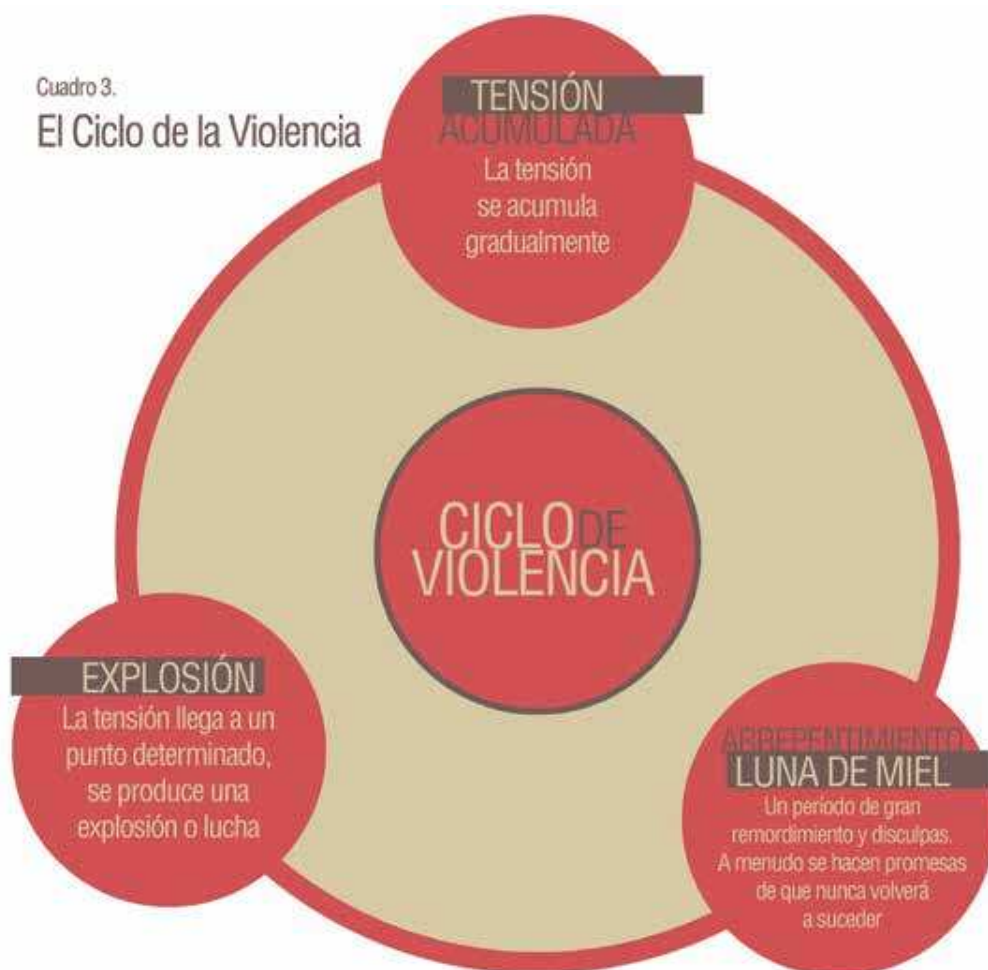 Cuadro 3.
El Ciclo de la Violencia
TENSIÓN
ACUMULADA
La tensión
se acumula
gradualmente
CICLO DE
VIOLENCIA
EXPLOSIÓN
La tensión llega a un
punto determinado,
se produce una
explosión o lucha
ARREPENTIMIENTO
LUNA DE MIEL
Un período de gran
remordimiento y disculpas.
A menudo se hacen promesas
de que nunca volverá
a suceder